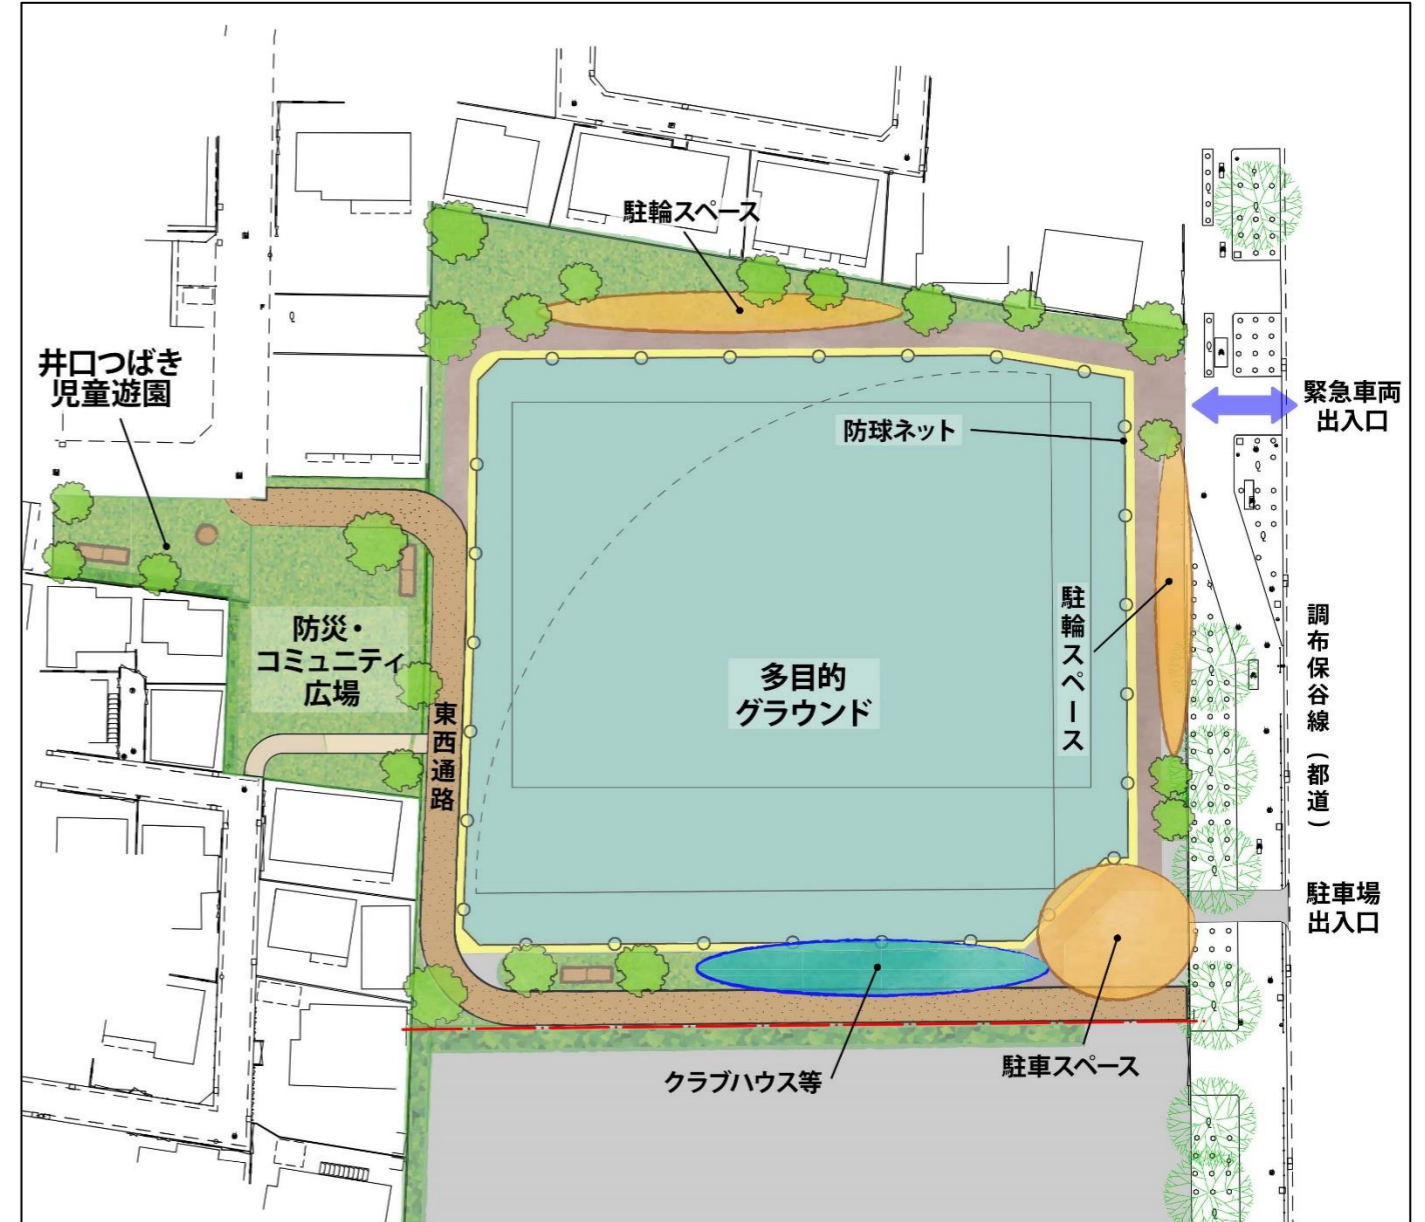 駐輪スペース
井口つばき
児童遊園
緊急車両
出入口
防球ネット
防災・
コミュニティ
広場
駐輪スペース
多目的
グラウンド
調布保谷線（都道）
東西通路
駐車場
出入口
クラブハウス等
駐車スペース